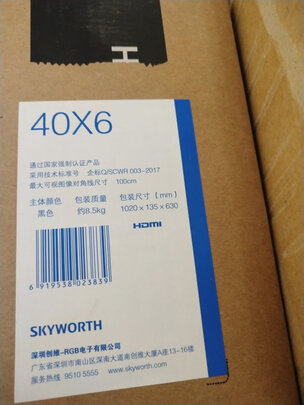 H
40X6
通过国家强制认证产品
采用技术标准号 企标Q/SCWR 003-2017
最大可视图像对角线尺寸 100cm
主体颜色 包装质量 包装尺寸（mm）
黑色 约8.5kg 1020×135×630
HDMI
6 919538 023839
SKYWORTH
深圳创维-RGB电子有限公司
广东省深圳市南山区深南大道南创维大厦A座13-16楼
服务热线 9510 5555 www.skyworth.com